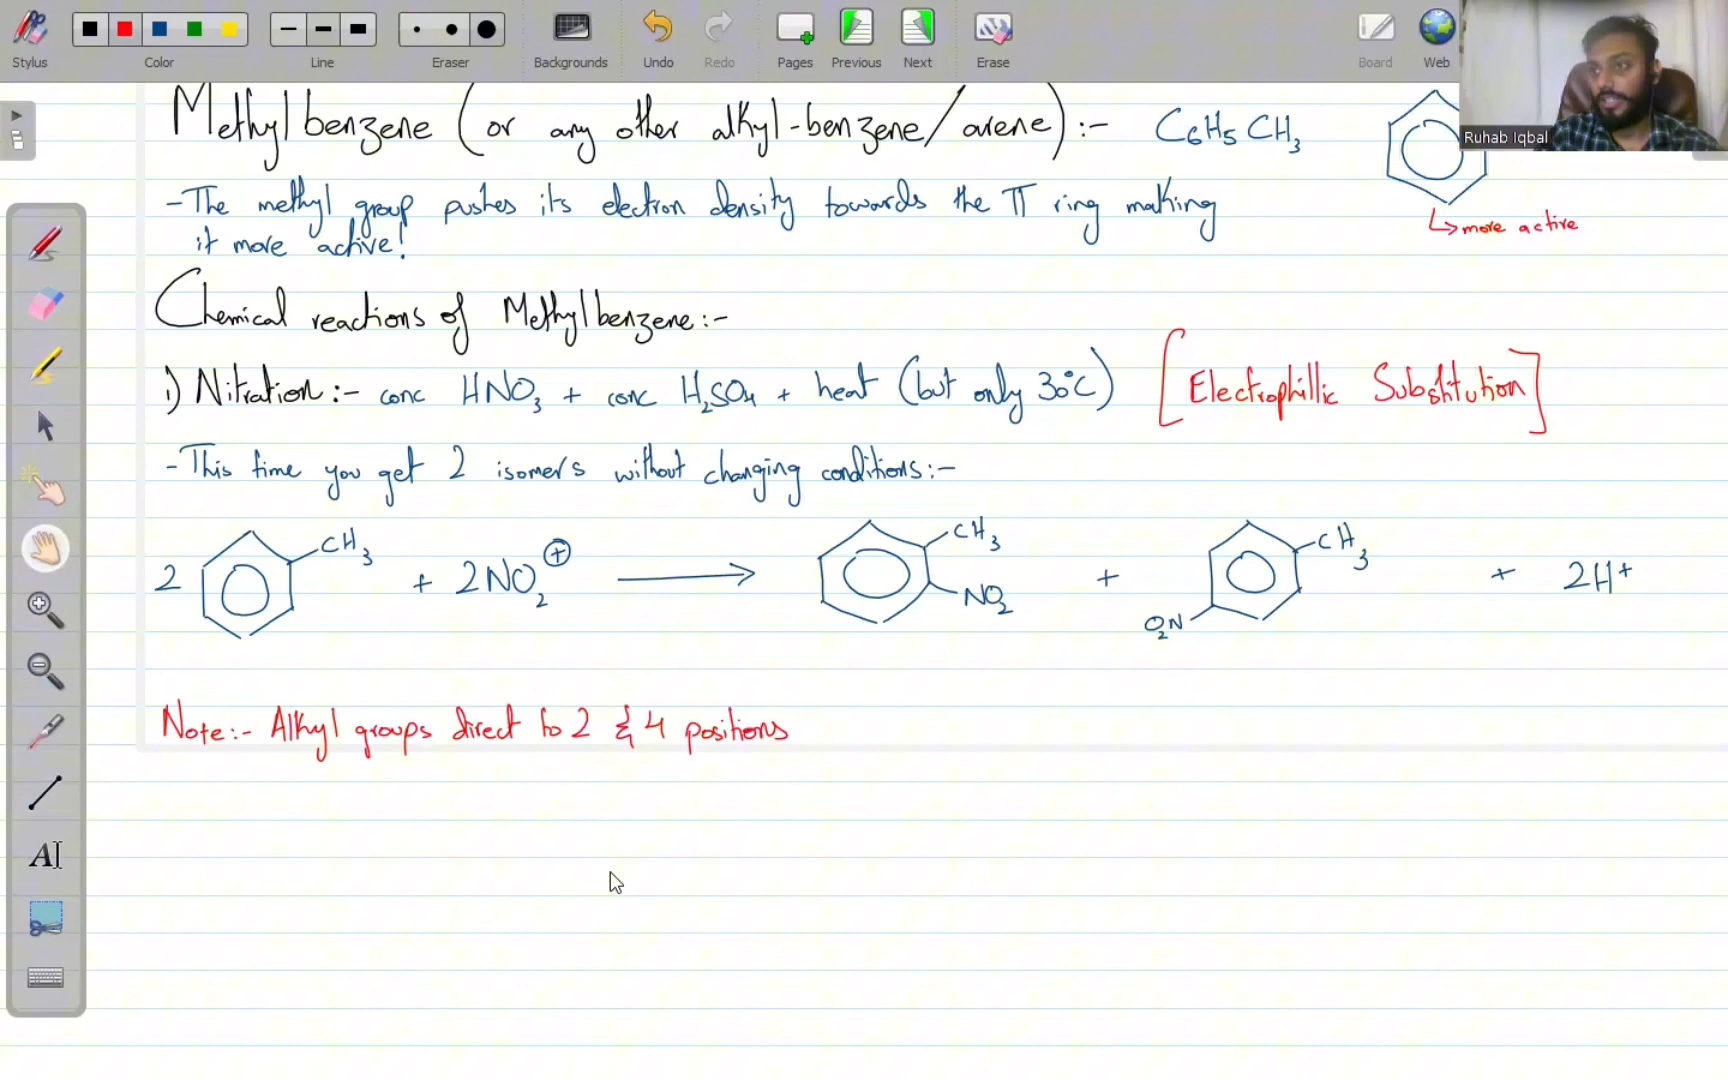 Stylus
Color
Line
Eraser
Backgrounds
Undo
Redo
Pages
Previous
Next
Erase
Board
Web
Ruhab Iqbal
Methylbenzene (or any other alkyl-benzene/arene):- C₆H₅CH₃
-The methyl group pushes its electron density towards the π ring making
it more active!
↳more active
Chemical reactions of Methylbenzene:-
i) Nitration:- conc HNO₃ + conc H₂SO₄ + heat (but only 30°C) [Electrophillic Substitution]
-This time you get 2 isomers without changing conditions:-
2 CH₃ + 2NO₂⊕ → CH₃ NO₂ + CH₃ O₂N + 2H⁺
Note:- Alkyl groups direct to 2 & 4 positions
AI